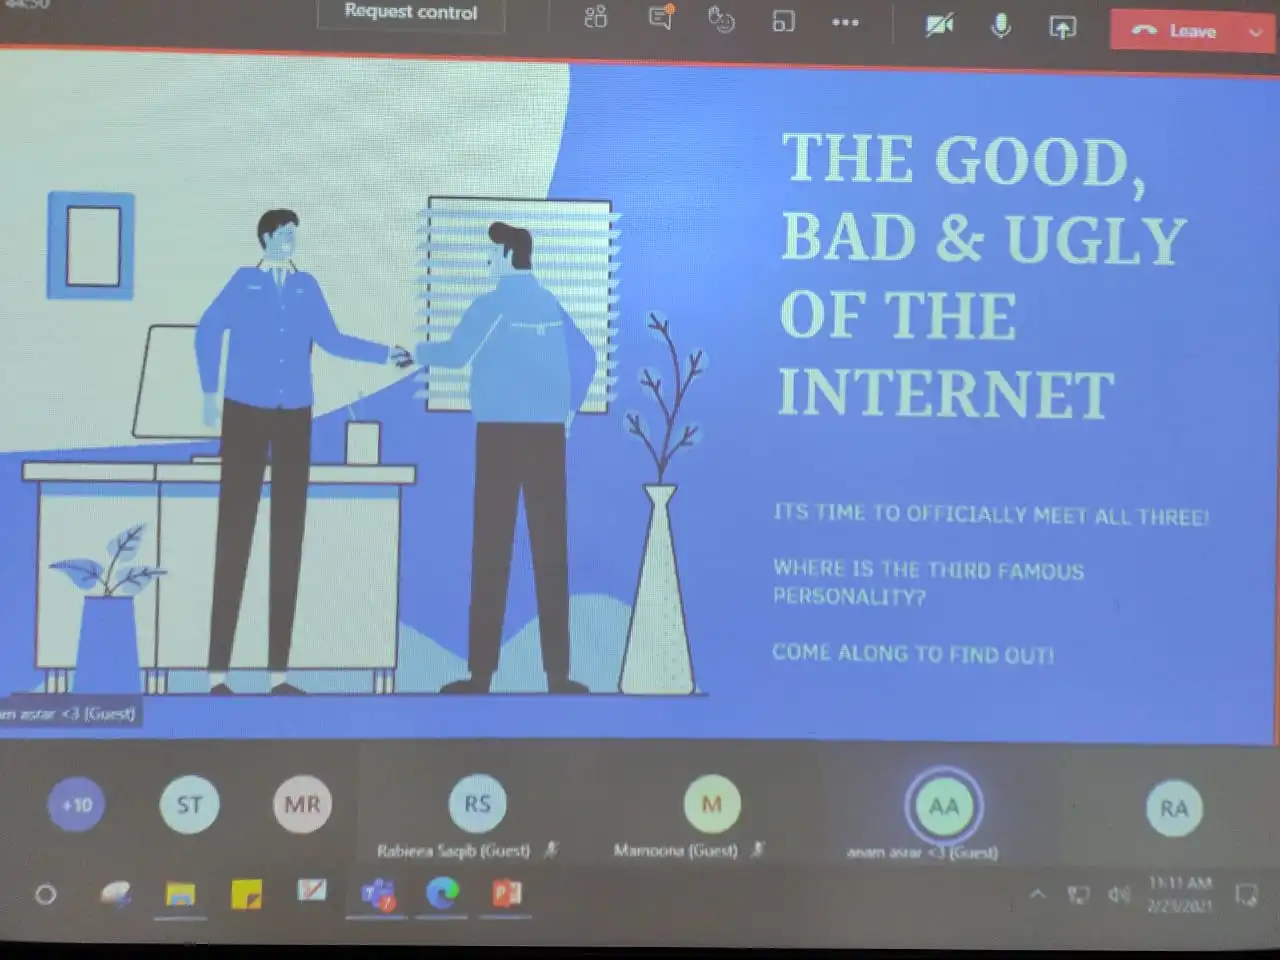 44:50
Request control
Leave
THE GOOD,
BAD & UGLY
OF THE
INTERNET
ITS TIME TO OFFICIALLY MEET ALL THREE!
WHERE IS THE THIRD FAMOUS
PERSONALITY?
COME ALONG TO FIND OUT!
am asrar <3 (Guest)
+10
ST
MR
RS
M
AA
RA
Rabieea Saqib (Guest)
Mamoona (Guest)
anam asrar <3 (Guest)
11:11 AM
2/23/2021